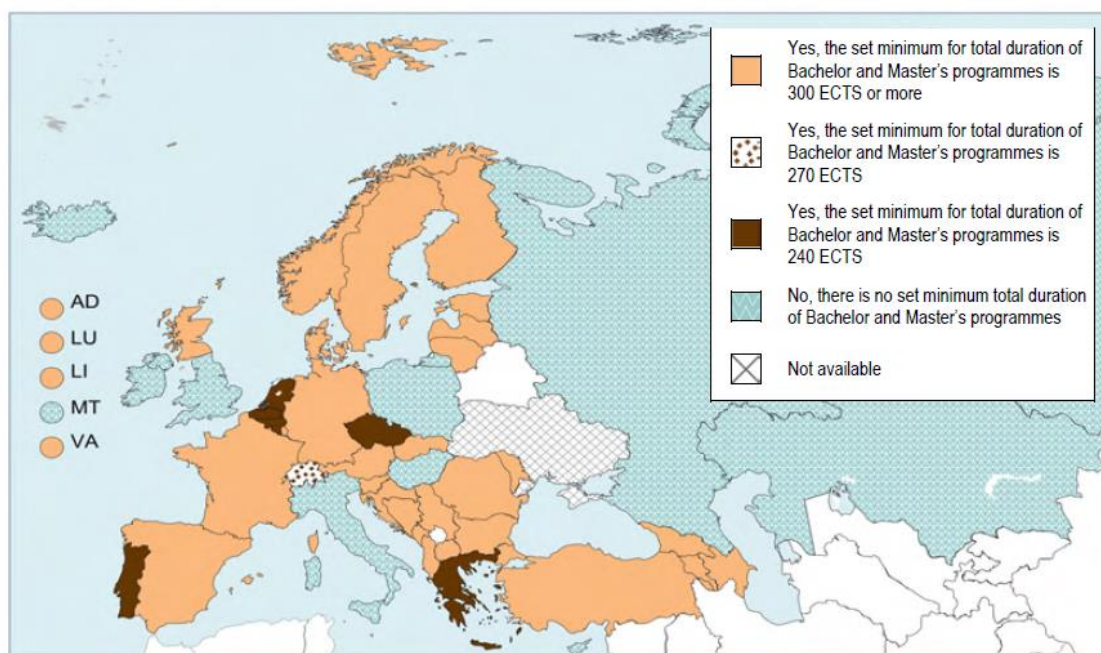 Yes, the set minimum for total duration of
Bachelor and Master's programmes is
300 ECTS or more
Yes, the set minimum for total duration of
Bachelor and Master's programmes is
270 ECTS
Yes, the set minimum for total duration of
Bachelor and Master's programmes is
240 ECTS
No, there is no set minimum total duration
of Bachelor and Master's programmes
Not available
AD
LU
LI
MT
VA